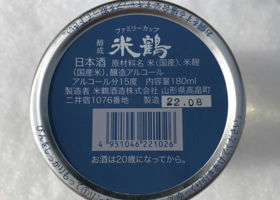 ファミリーカップ
醇成
米鶴
日本酒 原材料名 米(国産)、米麹
(国産米)、醸造アルコール
アルコール分15度 内容量180ml
製造者 米鶴酒造株式会社 山形県高畠町
二井宿1076番地 製造 22.08
4 951046 221026
お酒は20歳になってから。